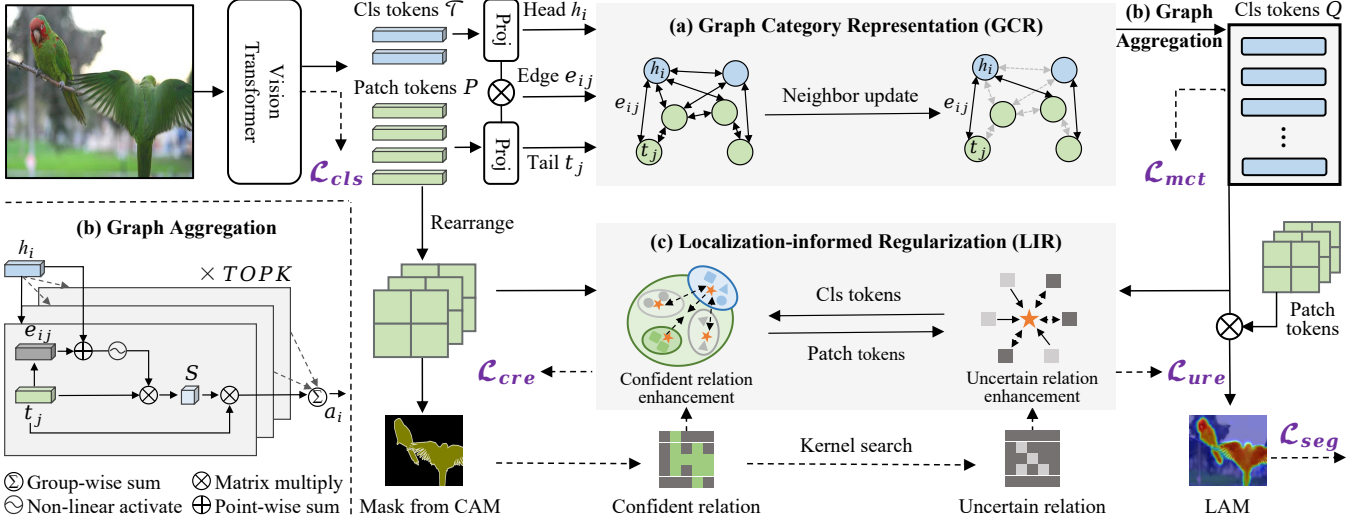 Vision
Transformer
ℒ_cls
Cls tokens 𝒯
Patch tokens P
Proj
Proj
Head h_i
Edge e_ij
Tail t_j
(a) Graph Category Representation (GCR)
h_i
e_ij
t_j
Neighbor update
h_i
e_ij
t_j
(b) Graph
Aggregation
Cls tokens Q
⋮
ℒ_mct
Rearrange
(b) Graph Aggregation
h_i
× TOPK
e_ij
S
t_j
a_i
Σ Group-wise sum
⊗ Matrix multiply
Non-linear activate
⊕ Point-wise sum
(c) Localization-informed Regularization (LIR)
Cls tokens
Patch tokens
Confident relation
enhancement
Uncertain relation
enhancement
ℒ_cre
ℒ_ure
Patch
tokens
Mask from CAM
Confident relation
Kernel search
Uncertain relation
LAM
ℒ_seg